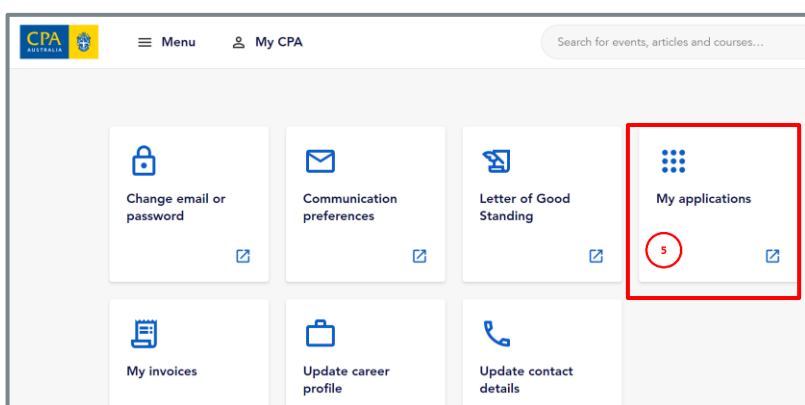 CPA
AUSTRALIA
Menu
My CPA
Search for events, articles and courses...
Change email or
password
Communication
preferences
Letter of Good
Standing
My applications
5
My invoices
Update career
profile
Update contact
details